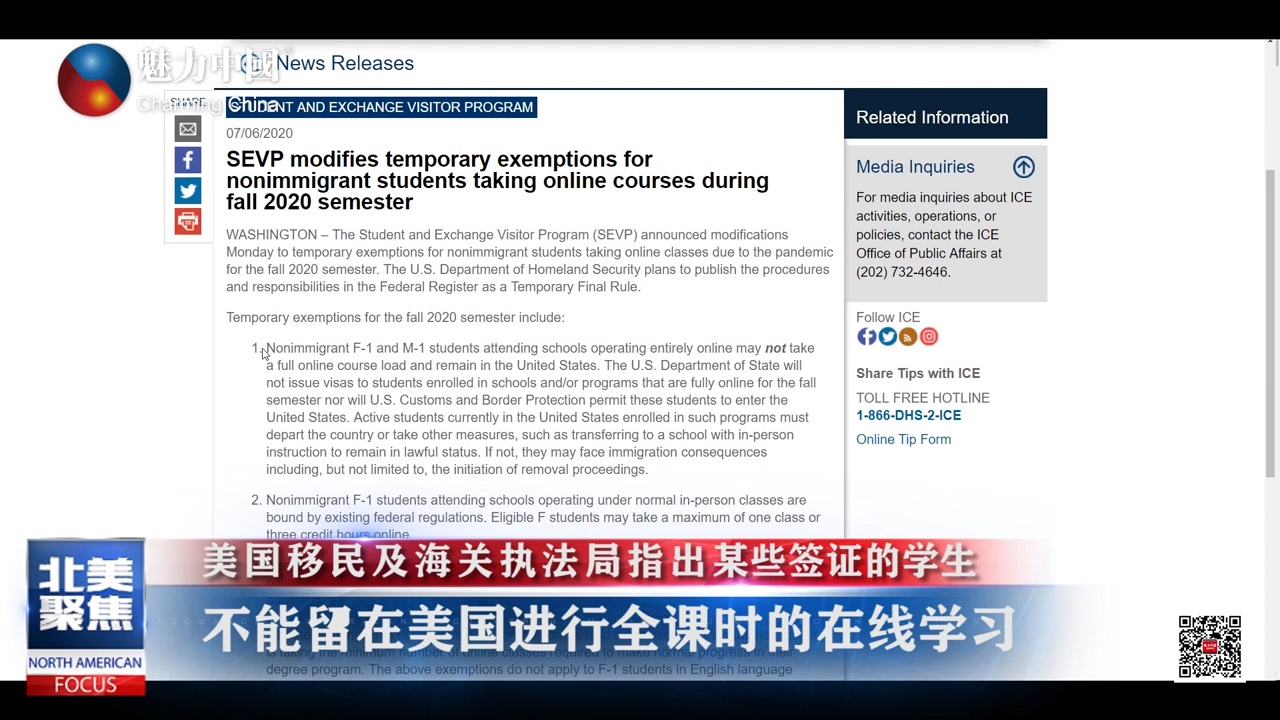 魅力中國
Charming China
News Releases
SHARE
STUDENT AND EXCHANGE VISITOR PROGRAM
07/06/2020
SEVP modifies temporary exemptions for
nonimmigrant students taking online courses during
fall 2020 semester
WASHINGTON – The Student and Exchange Visitor Program (SEVP) announced modifications
Monday to temporary exemptions for nonimmigrant students taking online classes due to the pandemic
for the fall 2020 semester. The U.S. Department of Homeland Security plans to publish the procedures
and responsibilities in the Federal Register as a Temporary Final Rule.
Temporary exemptions for the fall 2020 semester include:
1. Nonimmigrant F-1 and M-1 students attending schools operating entirely online may not take
a full online course load and remain in the United States. The U.S. Department of State will
not issue visas to students enrolled in schools and/or programs that are fully online for the fall
semester nor will U.S. Customs and Border Protection permit these students to enter the
United States. Active students currently in the United States enrolled in such programs must
depart the country or take other measures, such as transferring to a school with in-person
instruction to remain in lawful status. If not, they may face immigration consequences
including, but not limited to, the initiation of removal proceedings.
2. Nonimmigrant F-1 students attending schools operating under normal in-person classes are
bound by existing federal regulations. Eligible F students may take a maximum of one class or
three credit hours online.
is taking the minimum number of online classes required to make normal progress in their
degree program. The above exemptions do not apply to F-1 students in English language
Related Information
Media Inquiries
For media inquiries about ICE
activities, operations, or
policies, contact the ICE
Office of Public Affairs at
(202) 732-4646.
Follow ICE
Share Tips with ICE
TOLL FREE HOTLINE
1-866-DHS-2-ICE
Online Tip Form
北美
聚焦
NORTH AMERICAN
FOCUS
美国移民及海关执法局指出某些签证的学生
不能留在美国进行全课时的在线学习